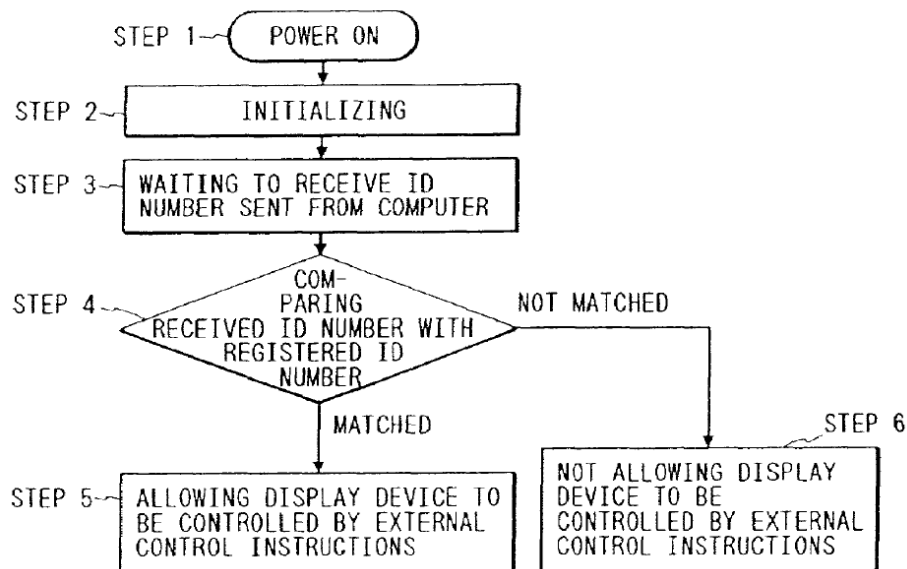 STEP 1
POWER ON
STEP 2
INITIALIZING
STEP 3
WAITING TO RECEIVE ID
NUMBER SENT FROM COMPUTER
STEP 4
COM-
PARING
RECEIVED ID NUMBER WITH
REGISTERED ID
NUMBER
NOT MATCHED
MATCHED
STEP 5
ALLOWING DISPLAY DEVICE TO
BE CONTROLLED BY EXTERNAL
CONTROL INSTRUCTIONS
STEP 6
NOT ALLOWING DISPLAY
DEVICE TO BE
CONTROLLED BY EXTERNAL
CONTROL INSTRUCTIONS